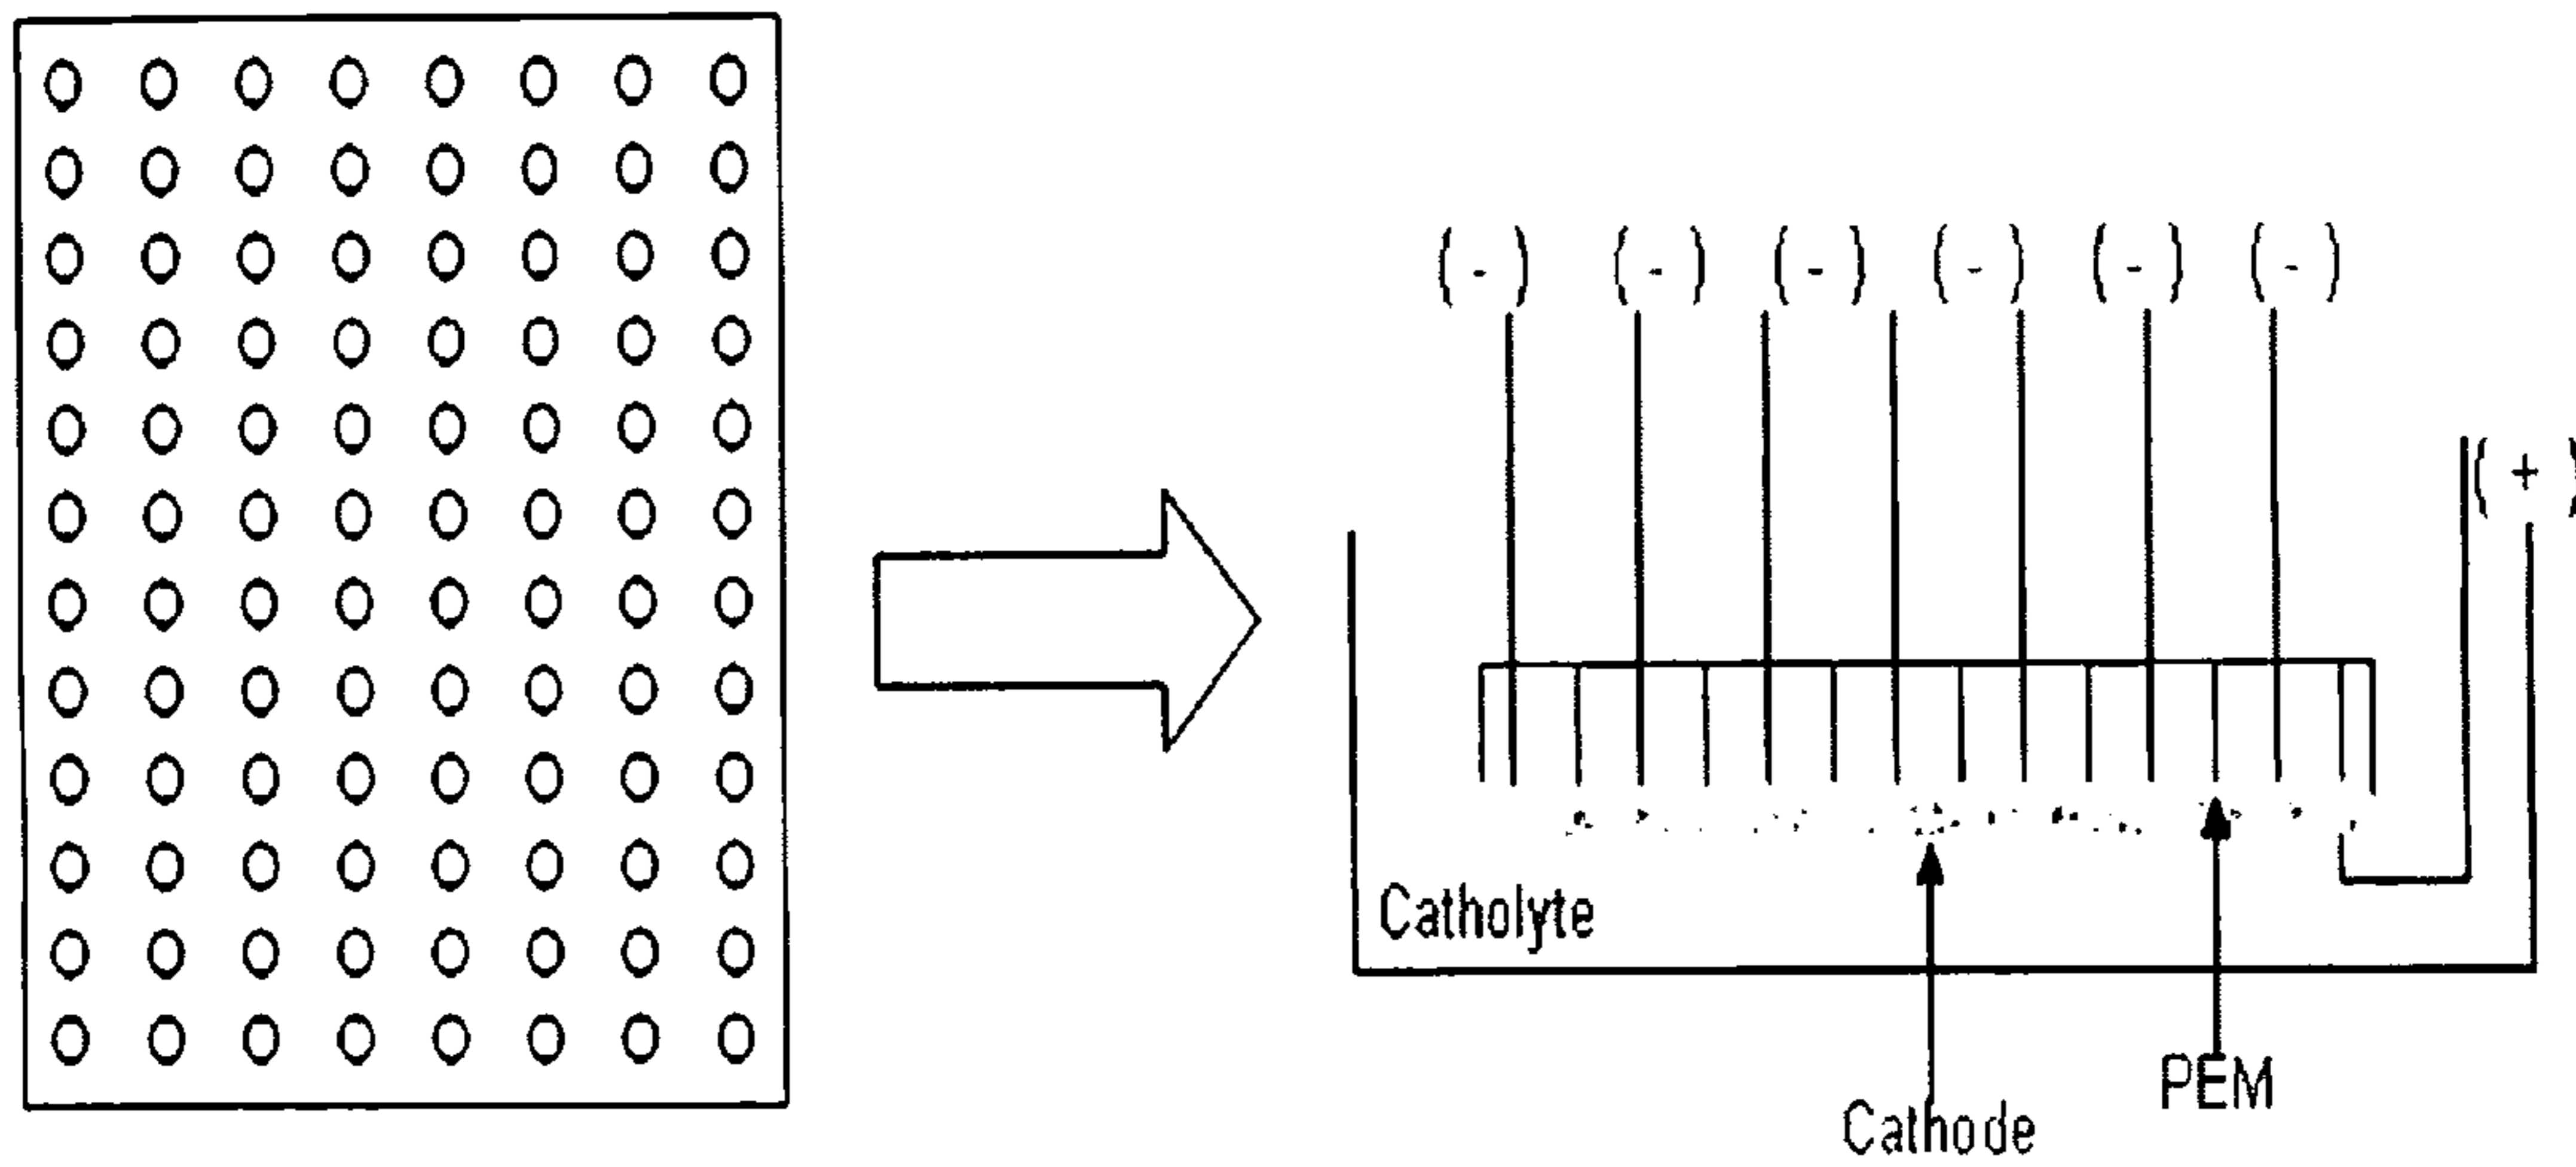 (-) (-) (-) (-) (-) (-)
(+)
Catholyte
PEM
Cathode